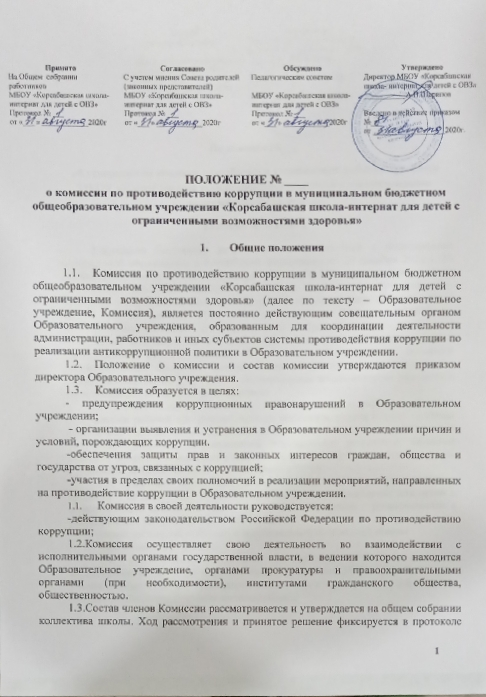 Принято
На Общем собрании
работников
МБОУ «Корсабашская школа-
интернат для детей с ОВЗ»
Протокол № 1
от «31» августа 2020г
Согласовано
С учетом мнения Совета родителей
(законных представителей)
МБОУ «Корсабашская школа-
интернат для детей с ОВЗ»
Протокол № 1
от «31» августа 2020г
Обсуждено
Педагогическим советом
МБОУ «Корсабашская школа-
интернат для детей с ОВЗ»
Протокол № 1
от «31» августа 2020г
Утверждено
Директор МБОУ «Корсабашская
школа- интернат для детей с ОВЗ»
Введено в действие приказом
№
от 31 августа 2020г.
ПОЛОЖЕНИЕ № ____
о комиссии по противодействию коррупции в муниципальном бюджетном
общеобразовательном учреждении «Корсабашская школа-интернат для детей с
ограниченными возможностями здоровья»
1. Общие положения
1.1. Комиссия по противодействию коррупции в муниципальном бюджетном
общеобразовательном учреждении «Корсабашская школа-интернат для детей с
ограниченными возможностями здоровья» (далее по тексту – Образовательное
учреждение, Комиссия), является постоянно действующим совещательным органом
Образовательного учреждения, образованным для координации деятельности
администрации, работников и иных субъектов системы противодействия коррупции по
реализации антикоррупционной политики в Образовательном учреждении.
1.2. Положение о комиссии и состав комиссии утверждаются приказом
директора Образовательного учреждения.
1.3. Комиссия образуется в целях:
- предупреждения коррупционных правонарушений в Образовательном
учреждении;
- организации выявления и устранения в Образовательном учреждении причин и
условий, порождающих коррупции.
-обеспечения защиты прав и законных интересов граждан, общества и
государства от угроз, связанных с коррупцией;
-участия в пределах своих полномочий в реализации мероприятий, направленных
на противодействие коррупции в Образовательном учреждении.
1.1. Комиссия в своей деятельности руководствуется:
-действующим законодательством Российской Федерации по противодействию
коррупции;
1.2.Комиссия осуществляет свою деятельность во взаимодействии с
исполнительными органами государственной власти, в ведении которого находится
Образовательное учреждение, органами прокуратуры и правоохранительными
органами (при необходимости), институтами гражданского общества,
общественностью.
1.3.Состав членов Комиссии рассматривается и утверждается на общем собрании
коллектива школы. Ход рассмотрения и принятое решение фиксируется в протоколе
1